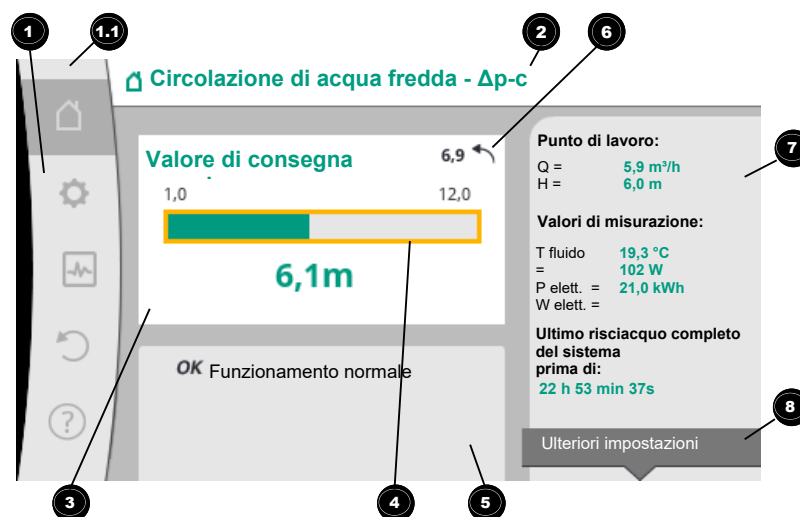 1
1.1
2
6
Circolazione di acqua fredda - Δp-c
Valore di consegna
6,9
1,0
12,0
6,1m
OK Funzionamento normale
Punto di lavoro:
Q = 5,9 m³/h
H = 6,0 m
7
Valori di misurazione:
T fluido 19,3 °C
= 102 W
P elett. = 21,0 kWh
W elett. =
Ultimo risciacquo completo
del sistema
prima di:
22 h 53 min 37s
8
Ulteriori impostazioni
?
3
4
5